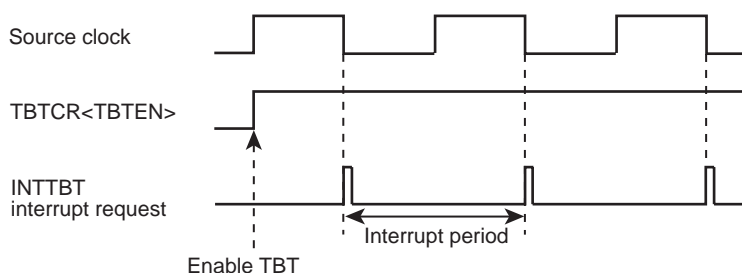 Source clock
TBTCR<TBTEN>
INTTBT
interrupt request
Interrupt period
Enable TBT